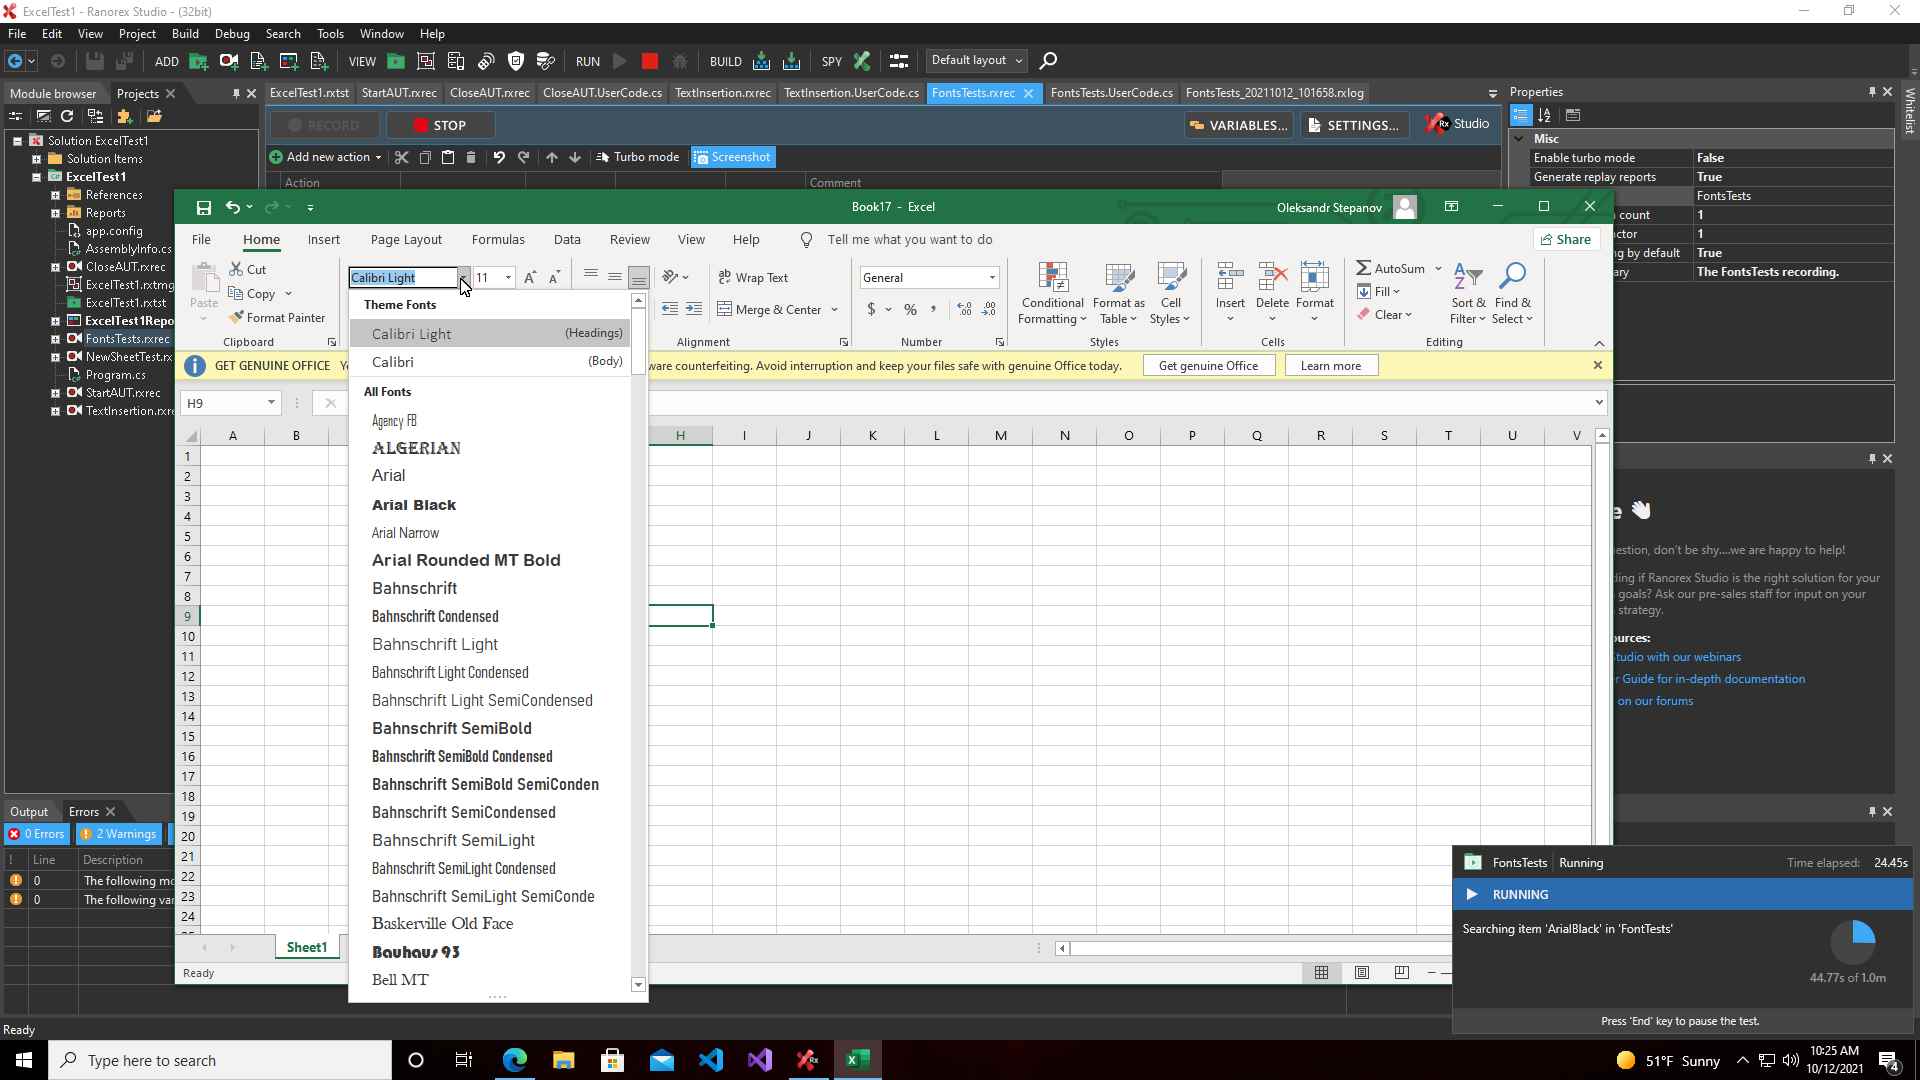 ExcelTest1 - Ranorex Studio - (32bit)
File Edit View Project Build Debug Search Tools Window Help
ADD VIEW RUN BUILD SPY Default layout
Module browser Projects
ExcelTest1.rxtst StartAUT.rxrec CloseAUT.rxrec CloseAUT.UserCode.cs TextInsertion.rxrec TextInsertion.UserCode.cs FontsTests.rxrec FontsTests.UserCode.cs FontsTests_20211012_101658.rxlog
Properties
Whitelist
RECORD STOP VARIABLES... SETTINGS... Rx Studio
Add new action Turbo mode Screenshot
Action Comment
Solution ExcelTest1
Solution Items
ExcelTest1
References
Reports
app.config
AssemblyInfo.cs
CloseAUT.rxrec
ExcelTest1.rxtmg
ExcelTest1.rxtst
ExcelTest1Repo
FontsTests.rxrec
NewSheetTest.rx
Program.cs
StartAUT.rxrec
TextInsertion.rxre
Misc
Enable turbo mode False
Generate replay reports True
FontsTests
count 1
ctor 1
g by default True
ary The FontsTests recording.
Book17 - Excel
Oleksandr Stepanov
File Home Insert Page Layout Formulas Data Review View Help Tell me what you want to do Share
Paste
Cut
Copy
Format Painter
Clipboard
Calibri Light 11
Wrap Text
Merge & Center
Alignment
General
$ % ,
Number
Conditional Formatting
Format as Table
Cell Styles
Styles
Insert Delete Format
Cells
AutoSum
Fill
Clear
Sort & Filter
Find & Select
Editing
GET GENUINE OFFICE
ware counterfeiting. Avoid interruption and keep your files safe with genuine Office today. Get genuine Office Learn more
H9
A B H I J K L M N O P Q R S T U V
1
2
3
4
5
6
7
8
9
10
11
12
13
14
15
16
17
18
19
20
21
22
23
24
Theme Fonts
Calibri Light (Headings)
Calibri (Body)
All Fonts
Agency FB
ALGERIAN
Arial
Arial Black
Arial Narrow
Arial Rounded MT Bold
Bahnschrift
Bahnschrift Condensed
Bahnschrift Light
Bahnschrift Light Condensed
Bahnschrift Light SemiCondensed
Bahnschrift SemiBold
Bahnschrift SemiBold Condensed
Bahnschrift SemiBold SemiConden
Bahnschrift SemiCondensed
Bahnschrift SemiLight
Bahnschrift SemiLight Condensed
Bahnschrift SemiLight SemiConde
Baskerville Old Face
Bauhaus 93
Bell MT
Sheet1
Ready
e
estion, don't be shy....we are happy to help!
ding if Ranorex Studio is the right solution for your
goals? Ask our pre-sales staff for input on your
strategy.
ources:
Studio with our webinars
r Guide for in-depth documentation
on our forums
Output Errors
0 Errors 2 Warnings
! Line Description
0 The following mo
0 The following var
FontsTests Running Time elapsed: 24.45s
RUNNING
Searching item 'ArialBlack' in 'FontTests'
44.77s of 1.0m
Press 'End' key to pause the test.
Ready
Type here to search
51°F Sunny
10:25 AM
10/12/2021
4